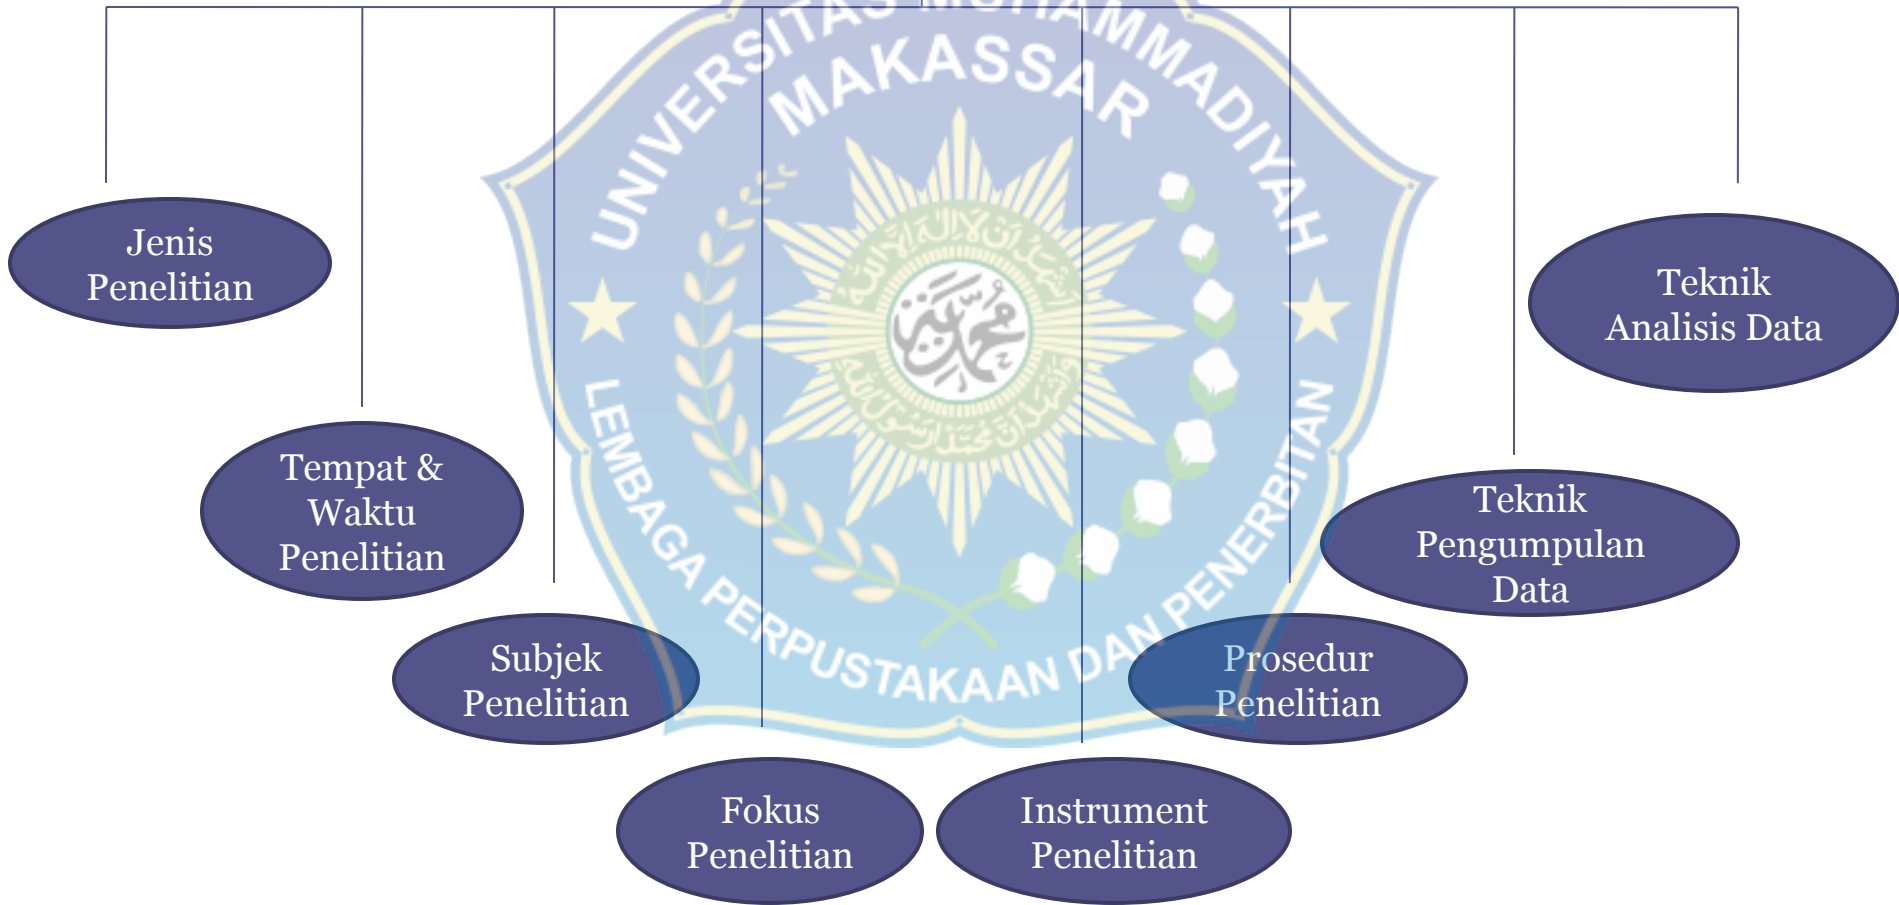 UNIVERSITAS MUHAMMADIYAH
MAKASSAR
Jenis
Penelitian
Teknik
Analisis Data
محمدية
Tempat &
Waktu
Penelitian
Teknik
Pengumpulan
Data
Subjek
Penelitian
Prosedur
Penelitian
LEMBAGA PERPUSTAKAAN DAN PENERBITAN
Fokus
Penelitian
Instrument
Penelitian